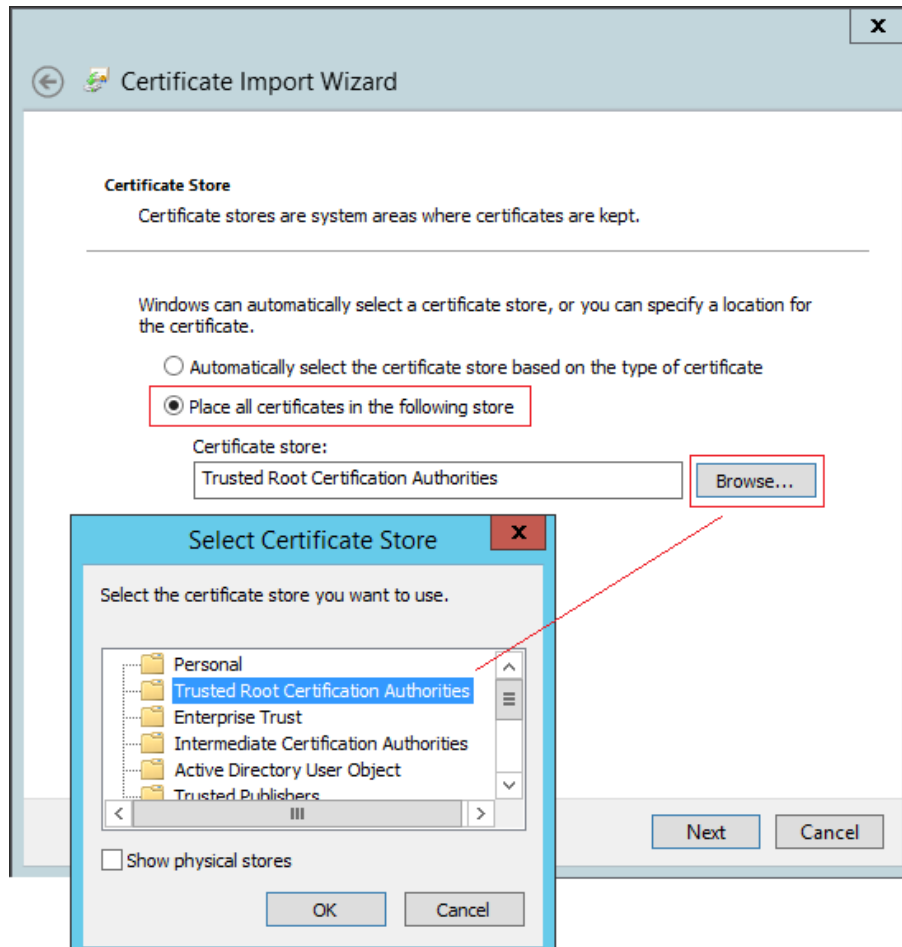 x
Certificate Import Wizard
Certificate Store
Certificate stores are system areas where certificates are kept.
Windows can automatically select a certificate store, or you can specify a location for
the certificate.
Automatically select the certificate store based on the type of certificate
Place all certificates in the following store
Certificate store:
Trusted Root Certification Authorities
Browse...
Select Certificate Store
x
Select the certificate store you want to use.
Personal
Trusted Root Certification Authorities
Enterprise Trust
Intermediate Certification Authorities
Active Directory User Object
Trusted Publishers
Show physical stores
OK
Cancel
Next
Cancel